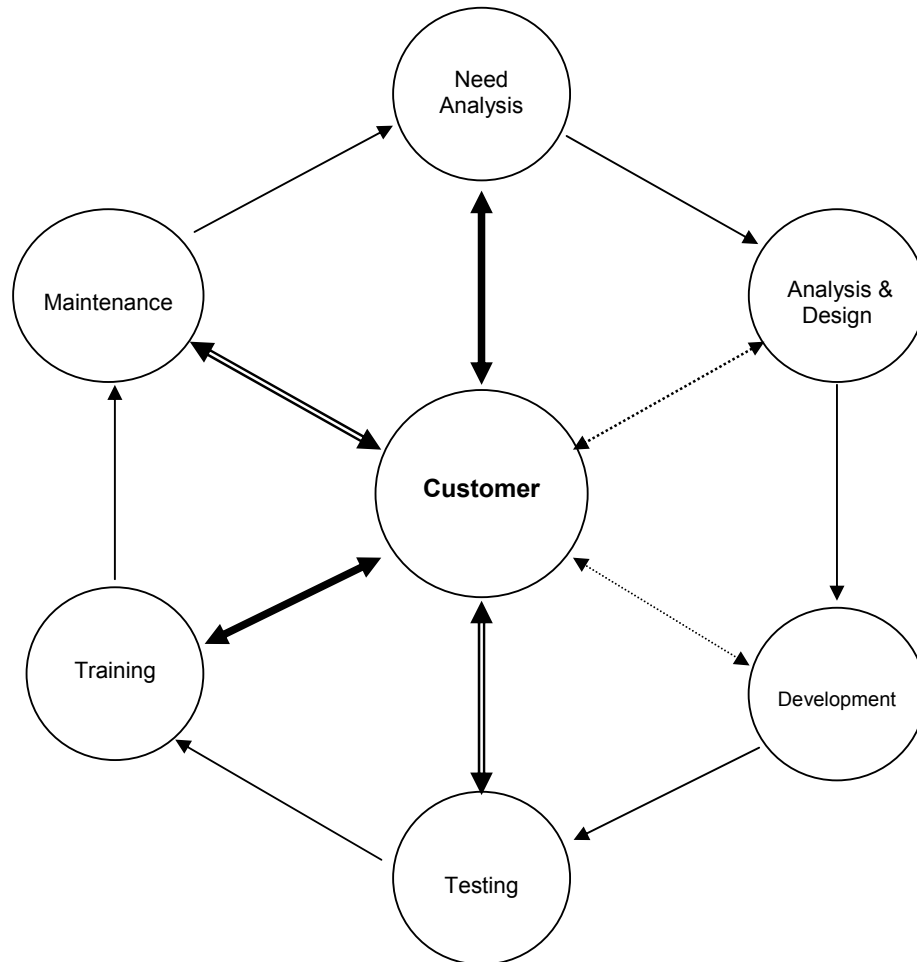 Need
Analysis
Maintenance
Analysis &
Design
Customer
Training
Development
Testing